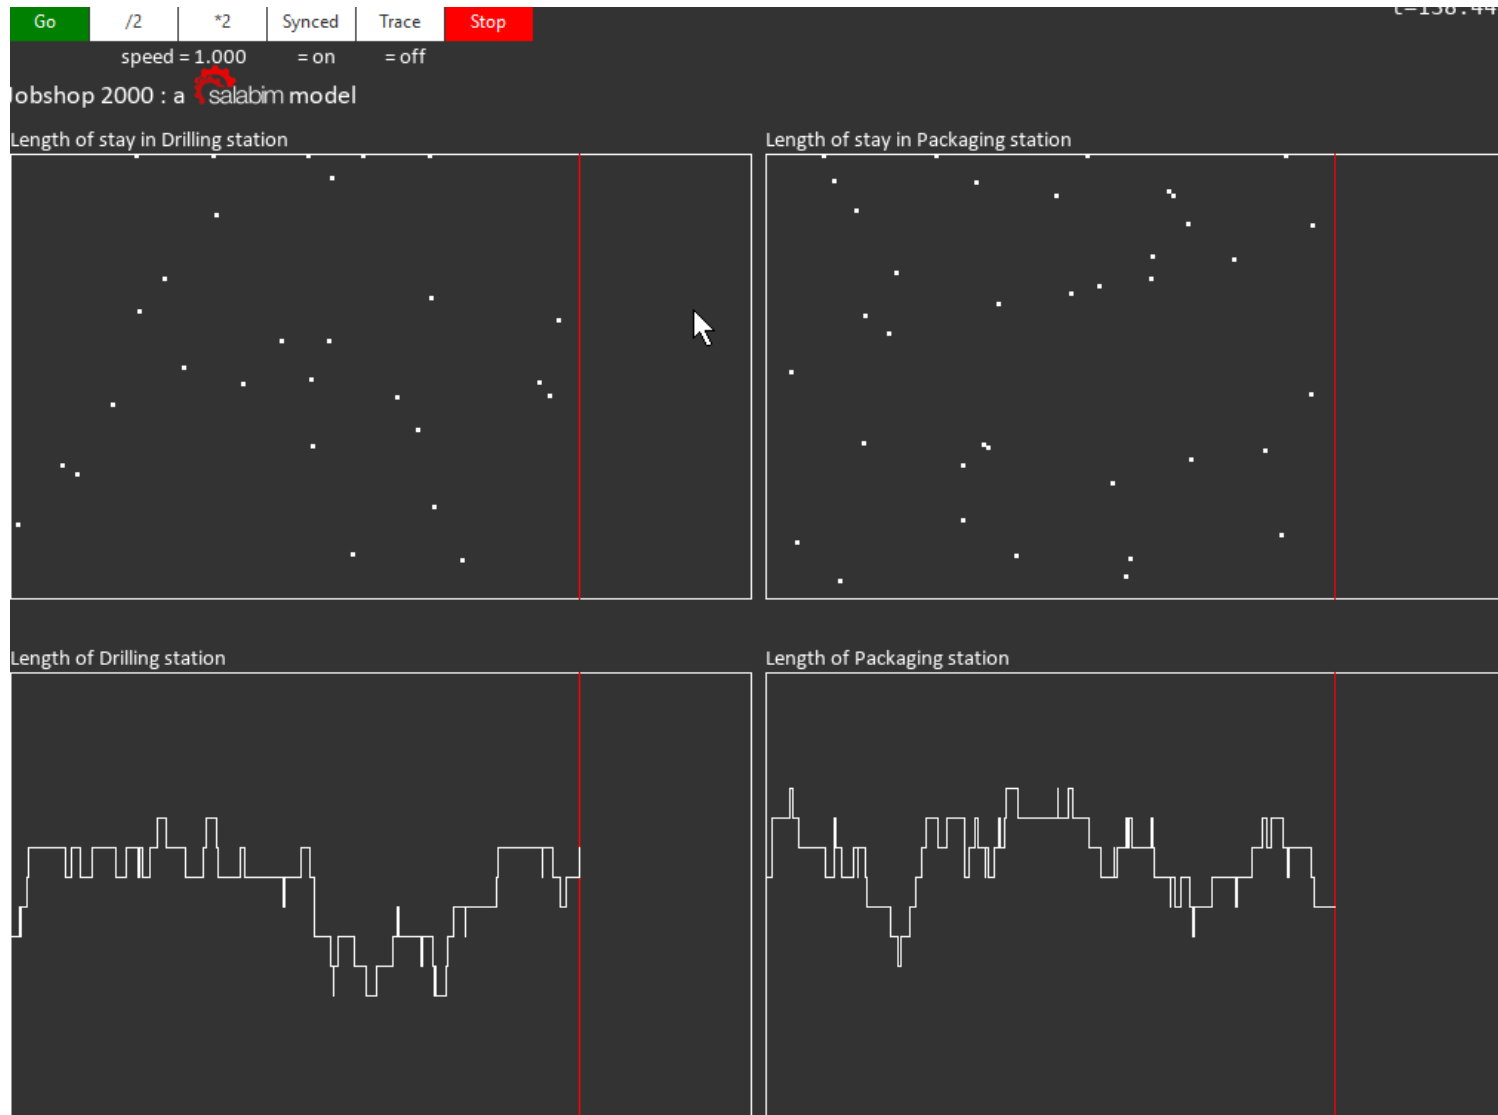 Go /2 *2 Synced Trace Stop
speed = 1.000 = on = off
Jobshop 2000 : a salabim model
Length of stay in Drilling station Length of stay in Packaging station
Length of Drilling station Length of Packaging station